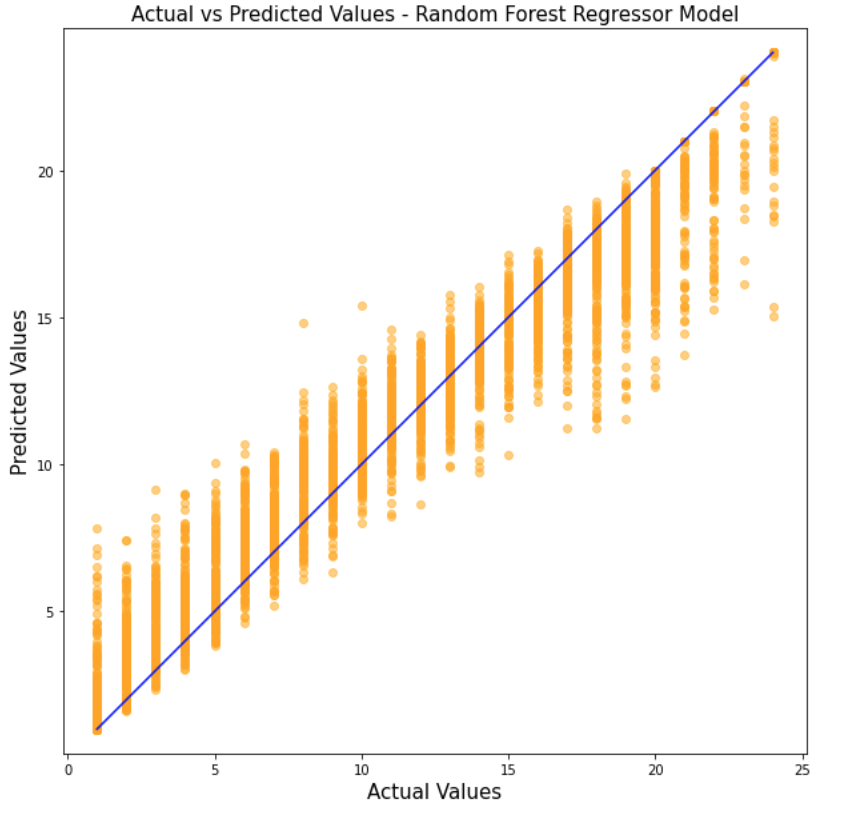 Actual vs Predicted Values - Random Forest Regressor Model
Predicted Values
20
15
10
5
0 5 10 15 20 25
Actual Values